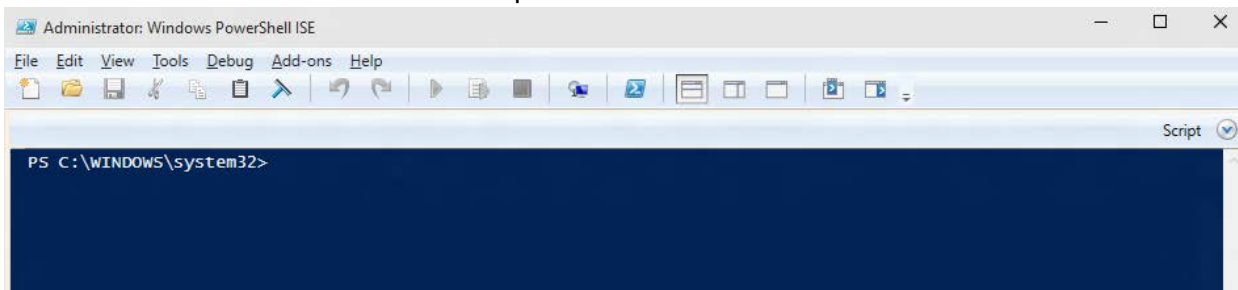 Administrator: Windows PowerShell ISE
File Edit View Tools Debug Add-ons Help
Script
PS C:\WINDOWS\system32>